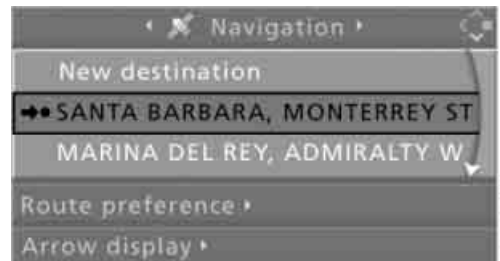 Navigation
New destination
SANTA BARBARA, MONTERREY ST
MARINA DEL REY, ADMIRALTY W
Route preference
Arrow display